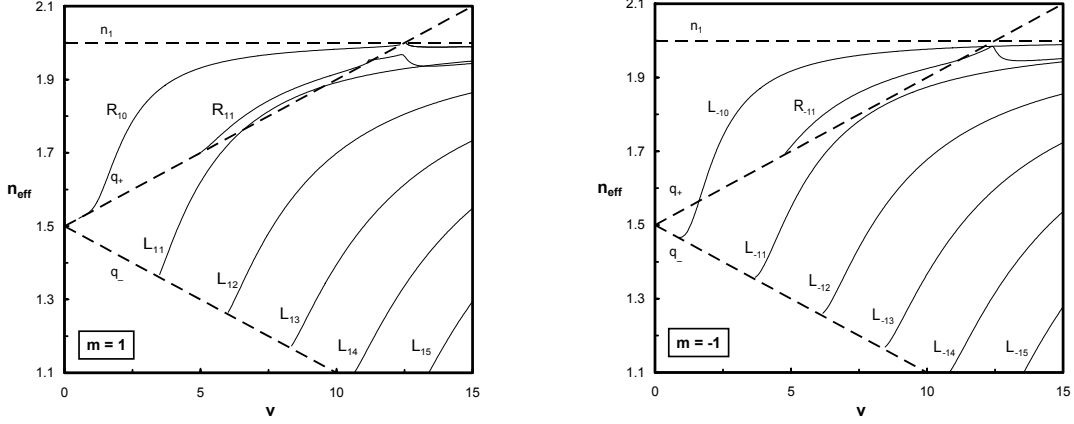 2.1
n₁
1.9
R₁₀
R₁₁
1.7
n_eff
q₊
1.5
L₁₁
q₋
L₁₂
1.3
L₁₃
m = 1
L₁₄
L₁₅
1.1
0
5
10
15
v
2.1
n₁
1.9
L₋₁₀
R₋₁₁
1.7
n_eff
q₊
1.5
q₋
L₋₁₁
L₋₁₂
1.3
L₋₁₃
m = -1
L₋₁₄
L₋₁₅
1.1
0
5
10
15
v